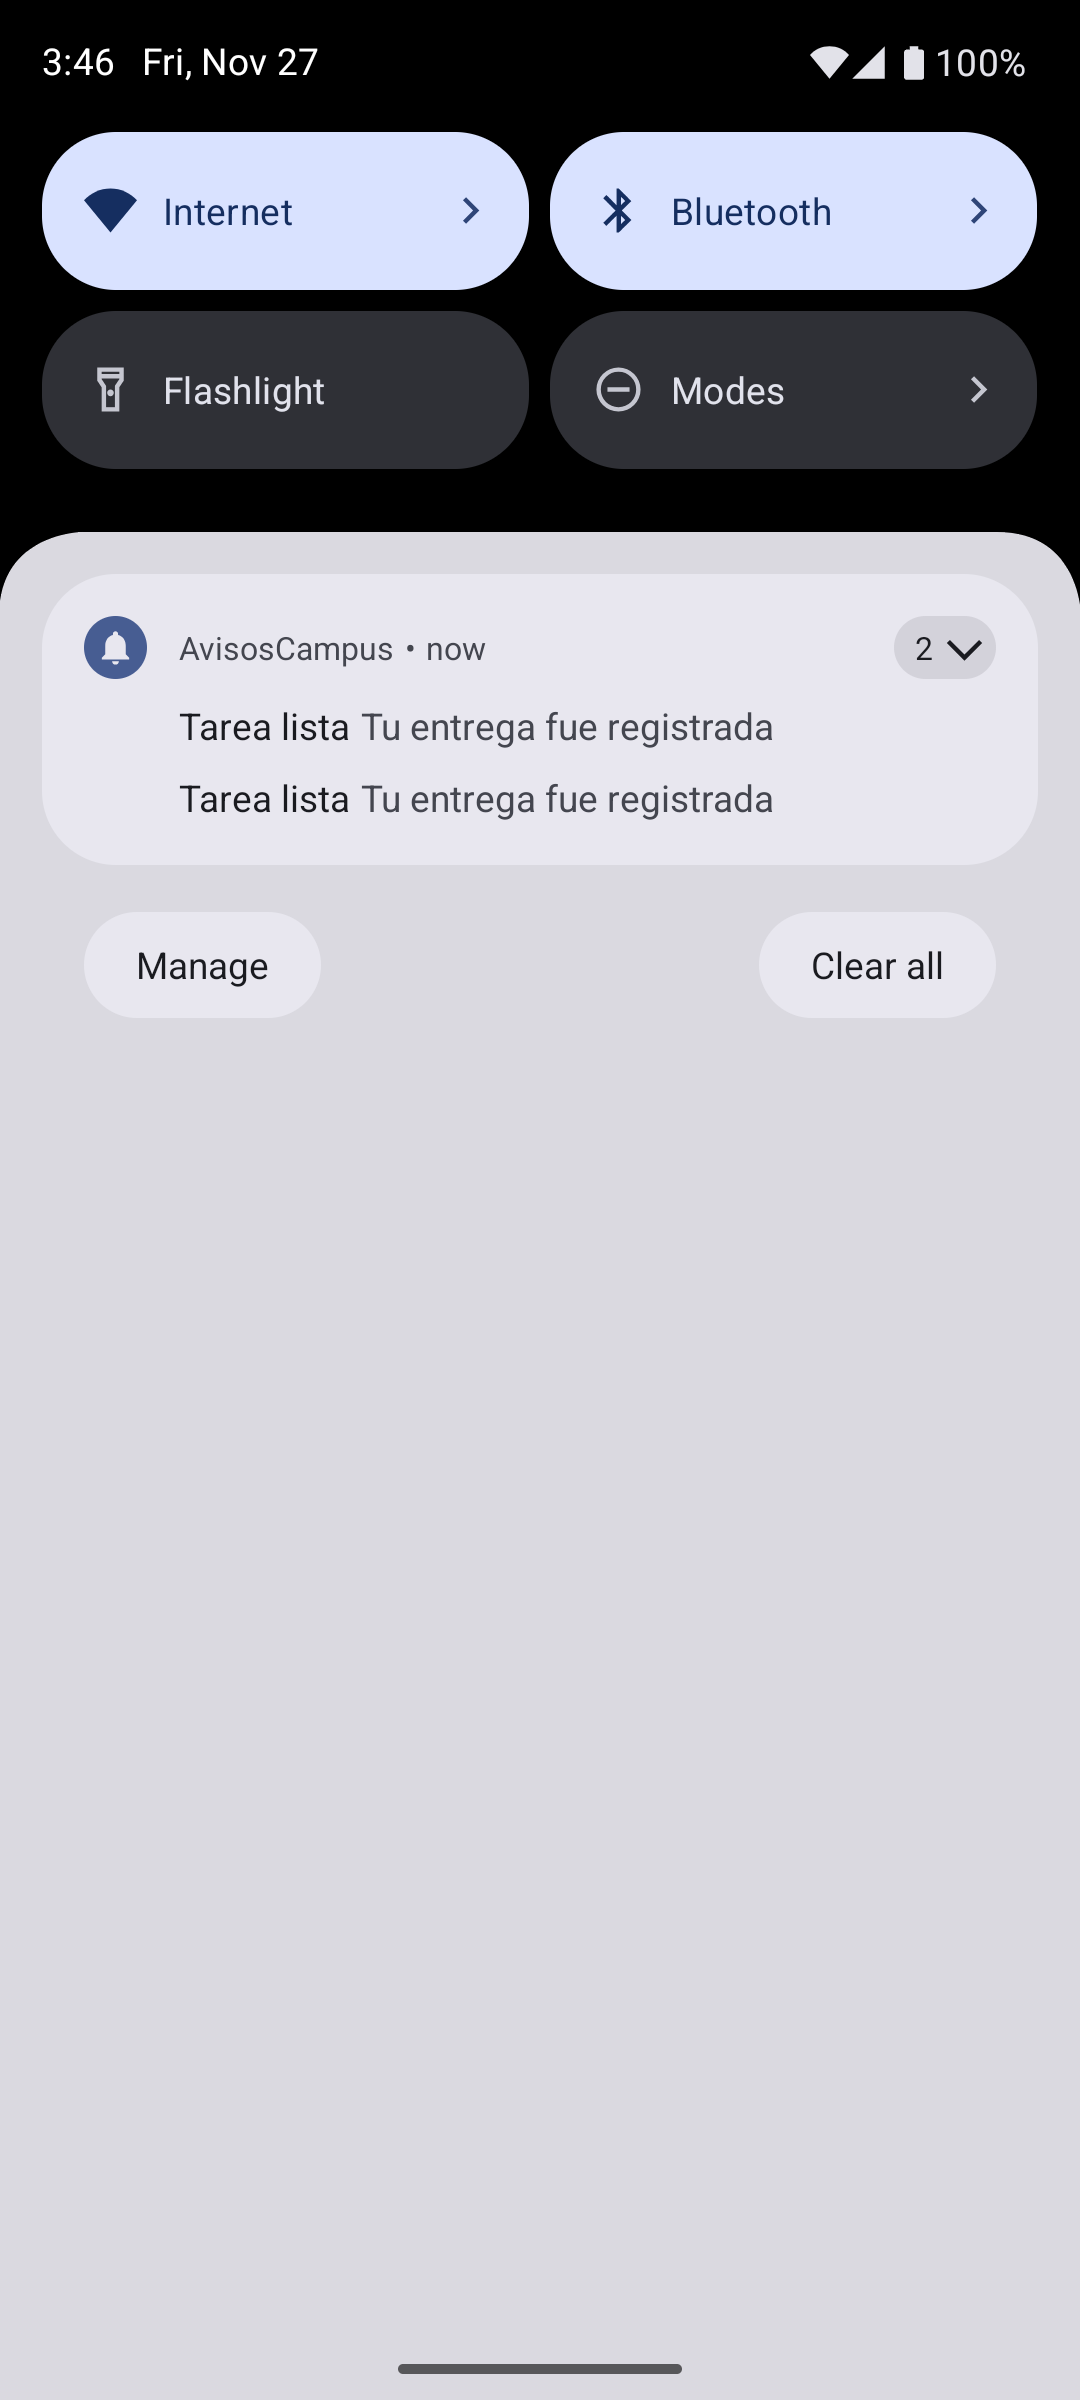 3:46 Fri, Nov 27 100%
Internet Bluetooth
Flashlight Modes
AvisosCampus • now 2
Tarea lista Tu entrega fue registrada
Tarea lista Tu entrega fue registrada
Manage Clear all